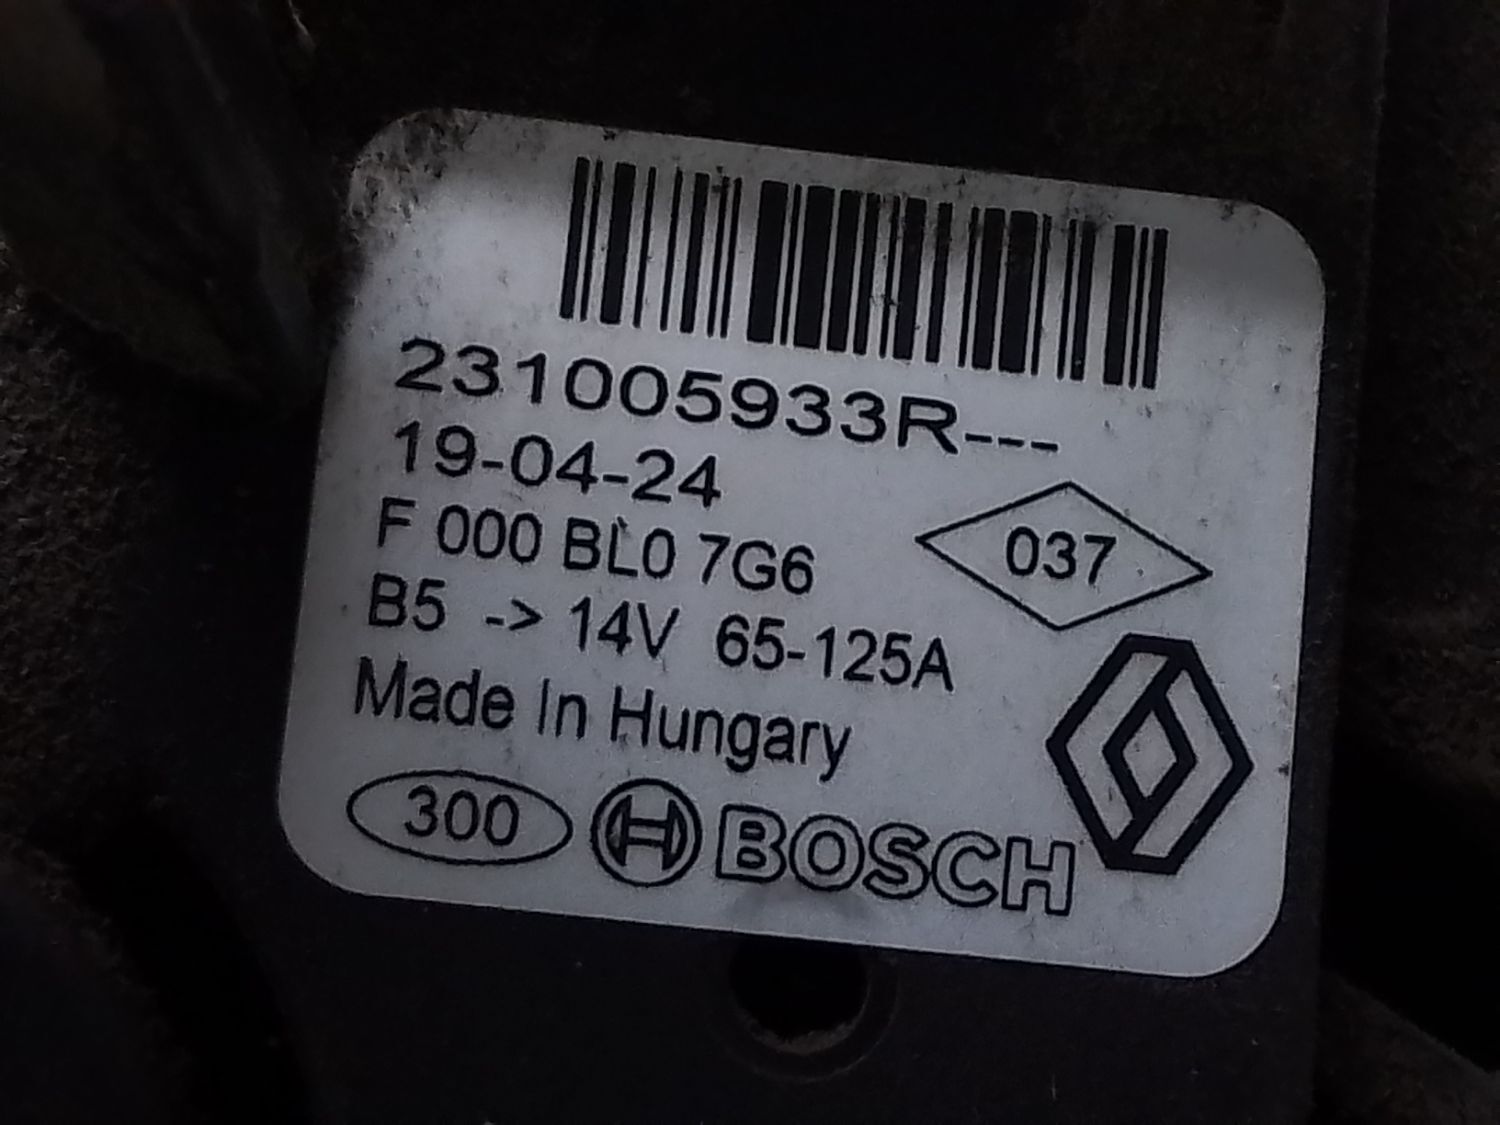 231005933R---
19-04-24
F 000 BL0 7G6
037
B5 -> 14V 65-125A
Made In Hungary
300
BOSCH